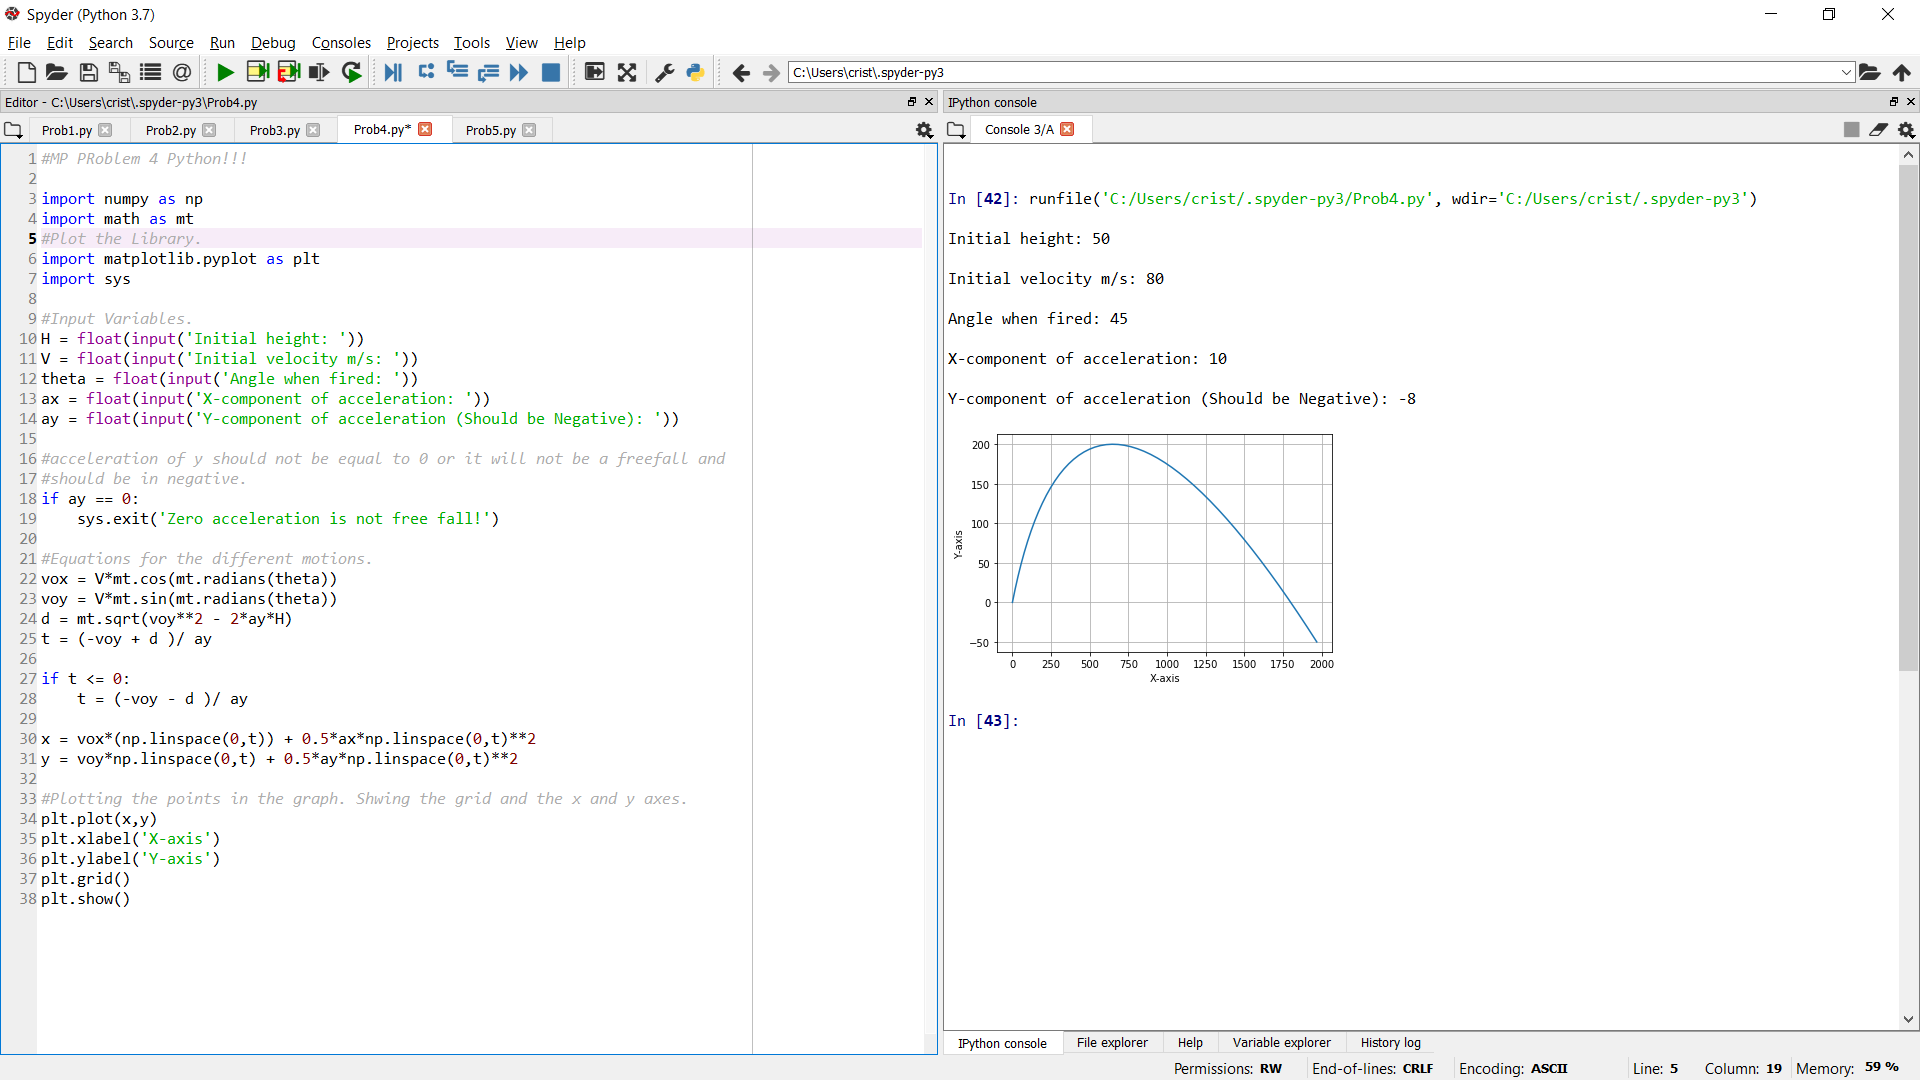 Spyder (Python 3.7)
File Edit Search Source Run Debug Consoles Projects Tools View Help
C:\Users\crist\.spyder-py3
Editor - C:\Users\crist\.spyder-py3\Prob4.py
Prob1.py Prob2.py Prob3.py Prob4.py* Prob5.py
1 #MP PRoblem 4 Python!!!
2
3 import numpy as np
4 import math as mt
5 #Plot the Library.
6 import matplotlib.pyplot as plt
7 import sys
8
9 #Input Variables.
10 H = float(input('Initial height: '))
11 V = float(input('Initial velocity m/s: '))
12 theta = float(input('Angle when fired: '))
13 ax = float(input('X-component of acceleration: '))
14 ay = float(input('Y-component of acceleration (Should be Negative): '))
15
16 #acceleration of y should not be equal to 0 or it will not be a freefall and
17 #should be in negative.
18 if ay == 0:
19     sys.exit('Zero acceleration is not free fall!')
20
21 #Equations for the different motions.
22 vox = V*mt.cos(mt.radians(theta))
23 voy = V*mt.sin(mt.radians(theta))
24 d = mt.sqrt(voy**2 - 2*ay*H)
25 t = (-voy + d )/ ay
26
27 if t <= 0:
28     t = (-voy - d )/ ay
29
30 x = vox*(np.linspace(0,t)) + 0.5*ax*np.linspace(0,t)**2
31 y = voy*np.linspace(0,t) + 0.5*ay*np.linspace(0,t)**2
32
33 #Plotting the points in the graph. Shwing the grid and the x and y axes.
34 plt.plot(x,y)
35 plt.xlabel('X-axis')
36 plt.ylabel('Y-axis')
37 plt.grid()
38 plt.show()
IPython console
Console 3/A
In [42]: runfile('C:/Users/crist/.spyder-py3/Prob4.py', wdir='C:/Users/crist/.spyder-py3')
Initial height: 50
Initial velocity m/s: 80
Angle when fired: 45
X-component of acceleration: 10
Y-component of acceleration (Should be Negative): -8
200
150
100
50
0
−50
Y-axis
0 250 500 750 1000 1250 1500 1750 2000
X-axis
In [43]:
IPython console File explorer Help Variable explorer History log
Permissions: RW End-of-lines: CRLF Encoding: ASCII Line: 5 Column: 19 Memory: 59 %